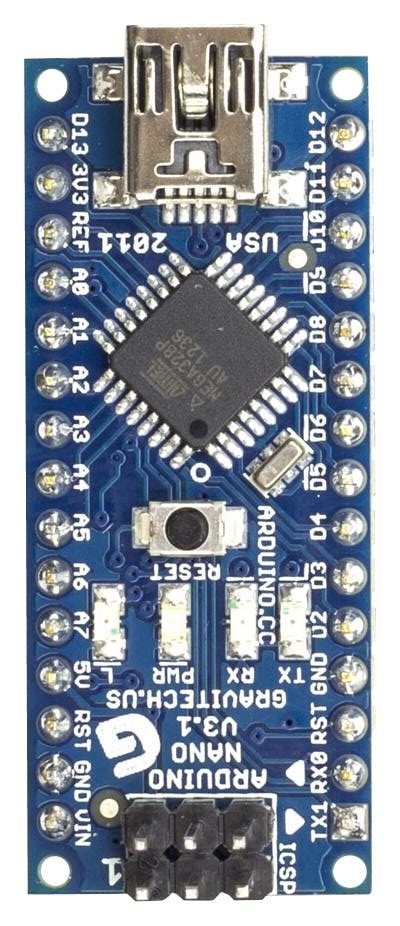 D13
3V3
REF
A0
A1
A2
A3
A4
A5
A6
A7
5V
RST
GND
VIN
D12
D11
D10
D9
D8
D7
D6
D5
D4
D3
D2
GND
RST
RX0
TX1
USA 2011
ATMEL
MEGA328P
AU 1236
ARDUINO.CC
RESET
TX RX PWR L
ARDUINO
NANO
V3.1
GRAVITECH.US
G
ICSP
1